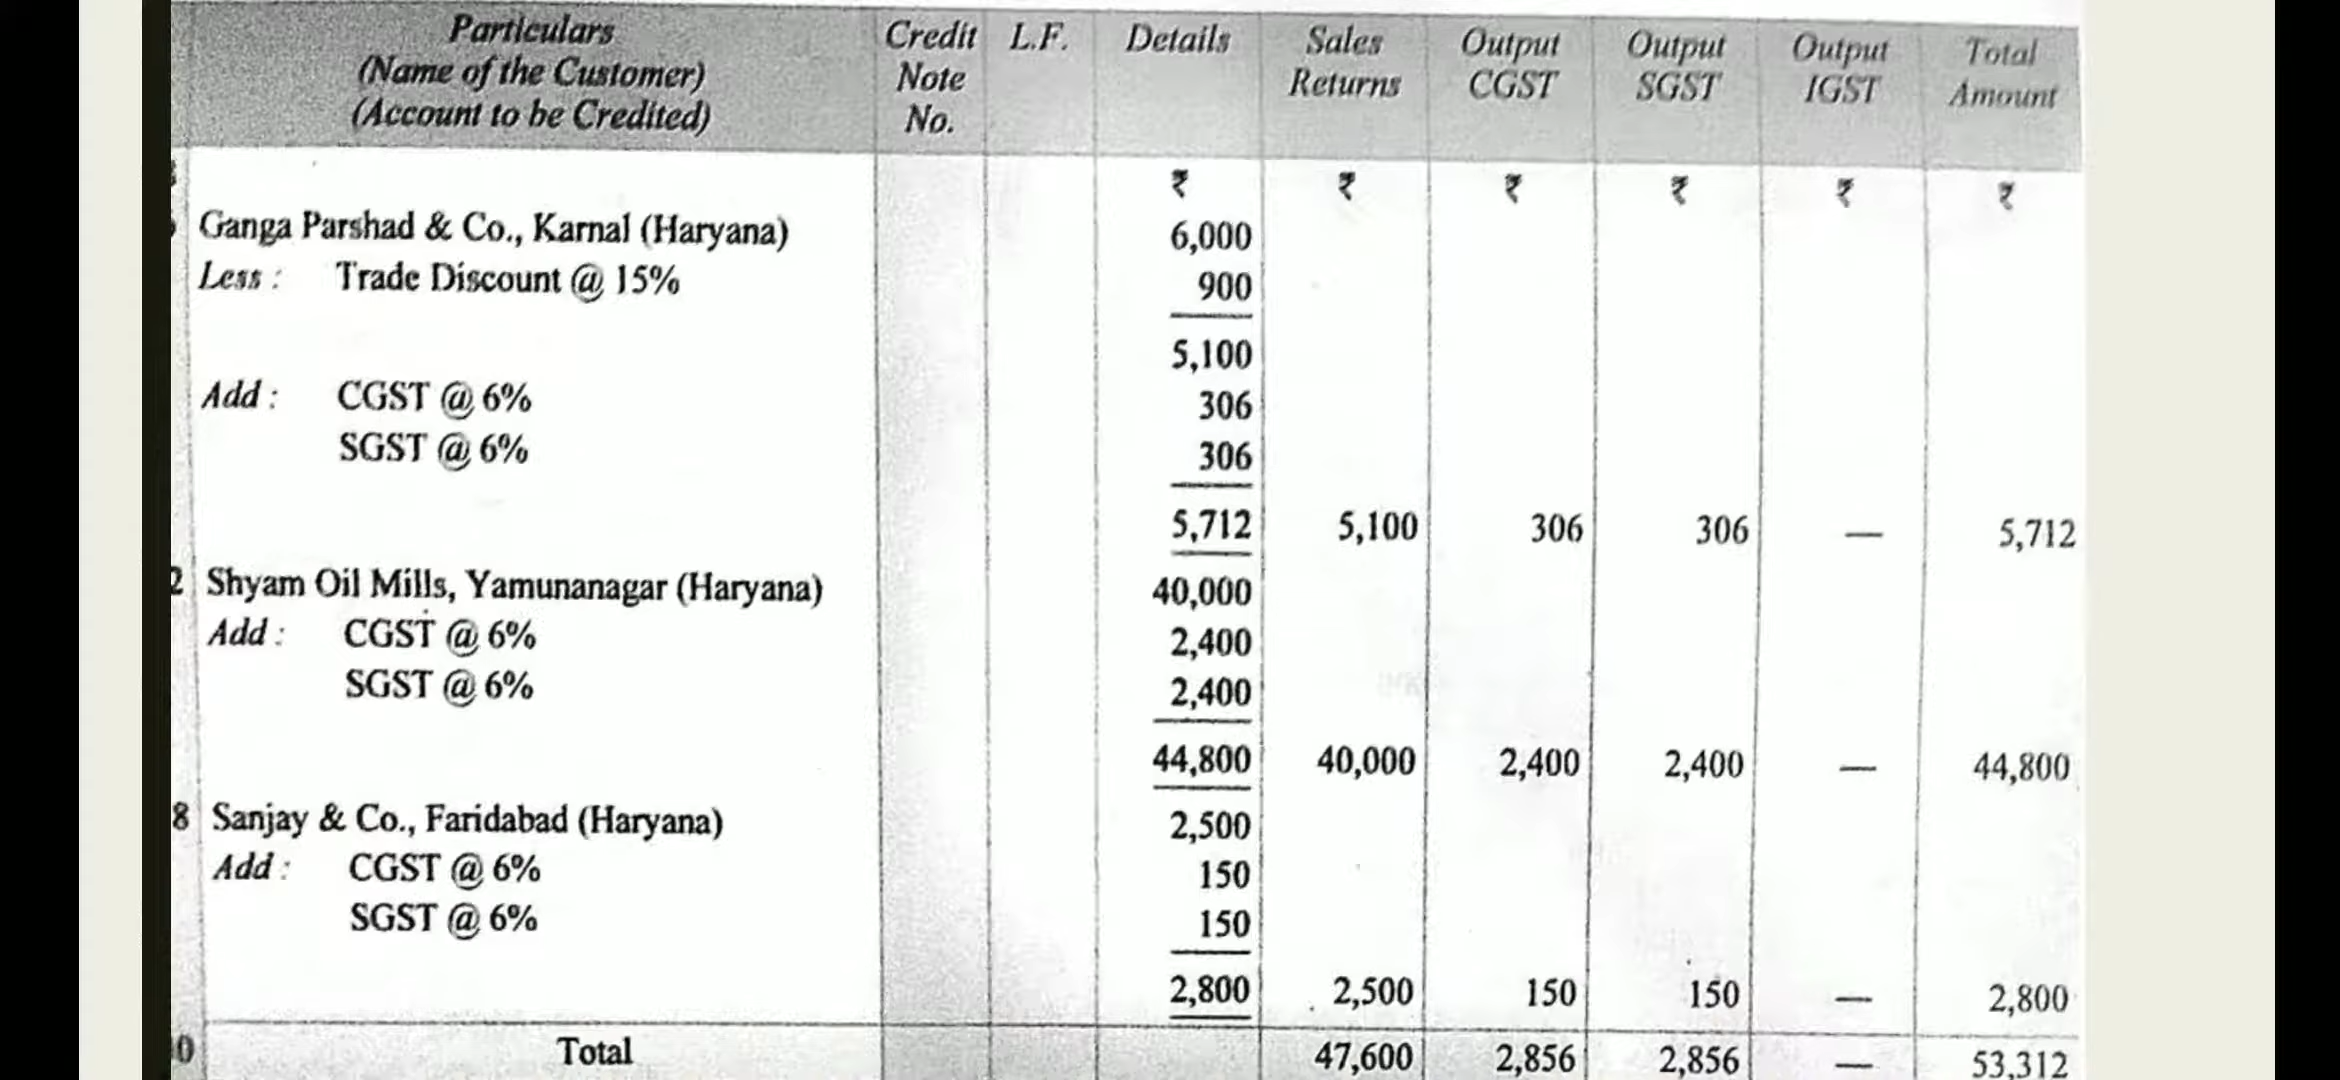 Particulars Credit L.F. Details Sales Output Output Output Total
(Name of the Customer) Note Returns CGST SGST IGST Amount
(Account to be Credited) No.
₹ ₹ ₹ ₹ ₹ ₹
Ganga Parshad & Co., Karnal (Haryana) 6,000
Less : Trade Discount @ 15% 900
5,100
Add : CGST @ 6% 306
SGST @ 6% 306
5,712 5,100 306 306 — 5,712
2 Shyam Oil Mills, Yamunanagar (Haryana) 40,000
Add : CGST @ 6% 2,400
SGST @ 6% 2,400
44,800 40,000 2,400 2,400 — 44,800
8 Sanjay & Co., Faridabad (Haryana) 2,500
Add : CGST @ 6% 150
SGST @ 6% 150
2,800 2,500 150 150 — 2,800
0 Total 47,600 2,856 2,856 — 53,312